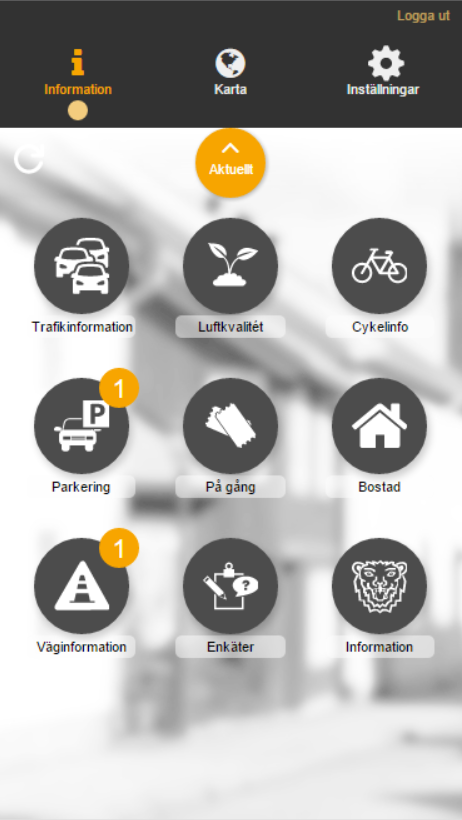 Logga ut
Information
Karta
Inställningar
Aktuellt
Trafikinformation
Luftkvalitét
Cykelinfo
1
P
Parkering
På gång
Bostad
1
?
Väginformation
Enkäter
Information